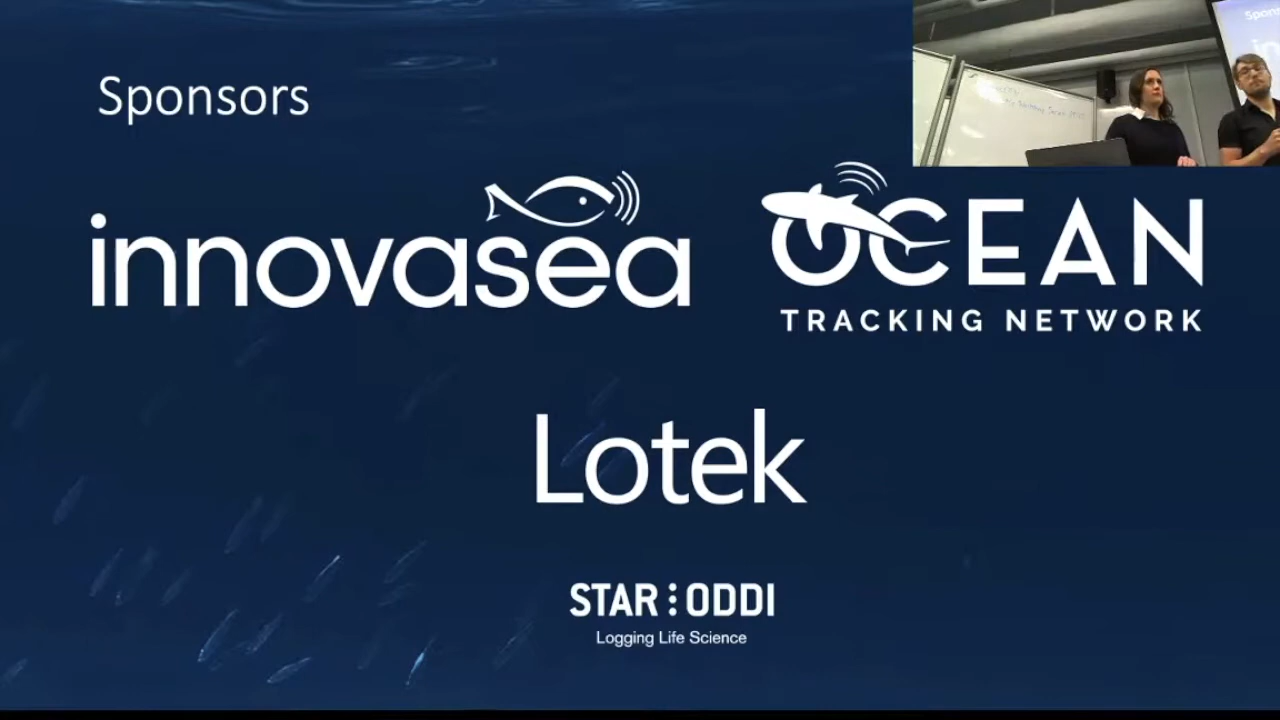 Sponsors
innovasea
OCEAN
TRACKING NETWORK
Lotek
STAR ODDI
Logging Life Science